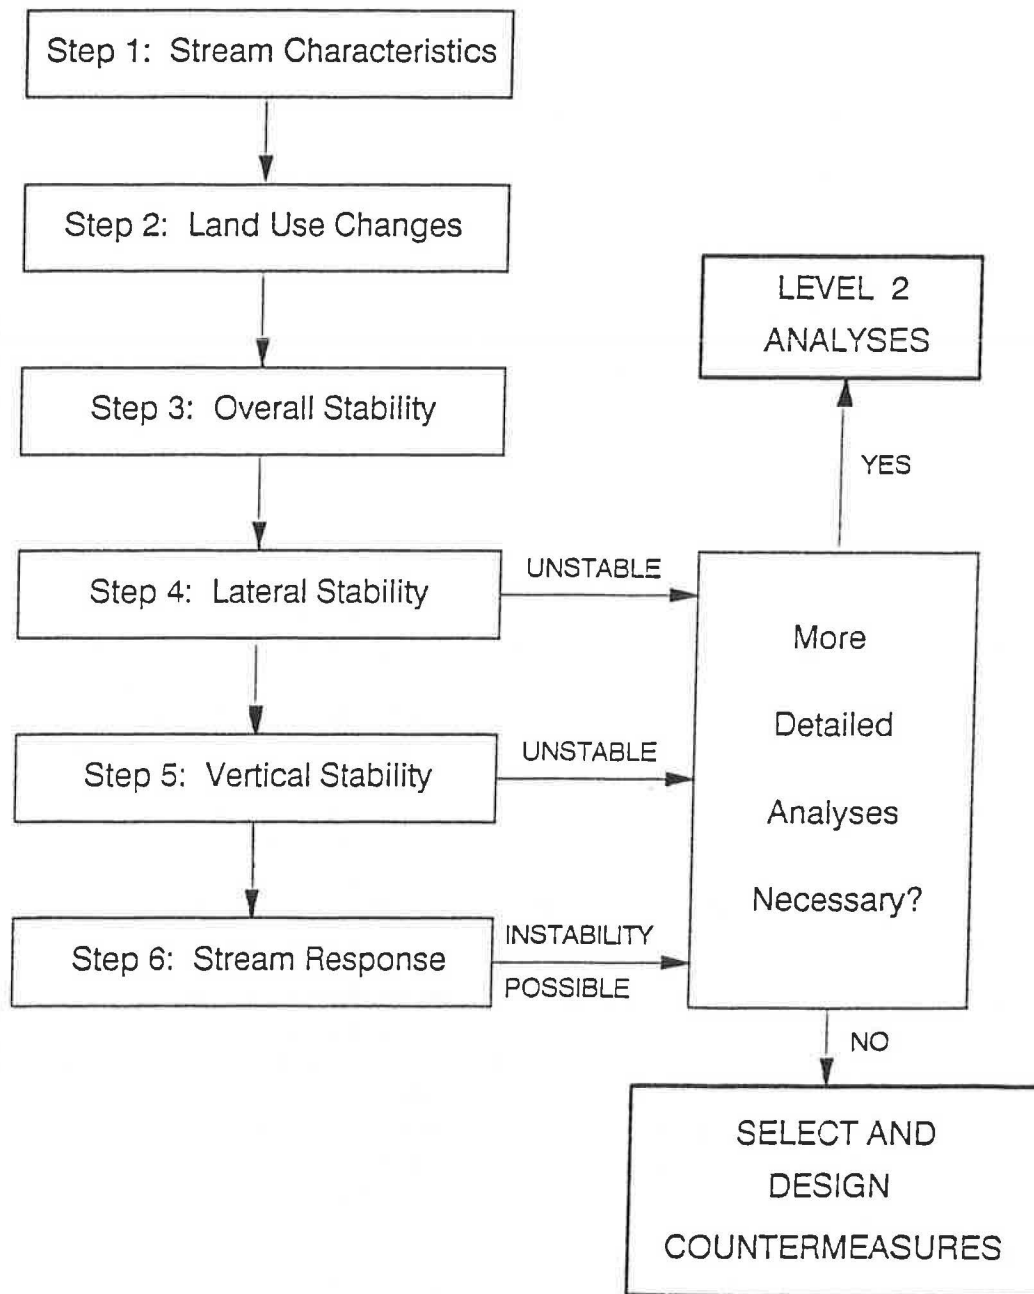 Step 1: Stream Characteristics
Step 2: Land Use Changes
Step 3: Overall Stability
Step 4: Lateral Stability
UNSTABLE
Step 5: Vertical Stability
UNSTABLE
Step 6: Stream Response
INSTABILITY
POSSIBLE
More
Detailed
Analyses
Necessary?
YES
LEVEL 2
ANALYSES
NO
SELECT AND
DESIGN
COUNTERMEASURES